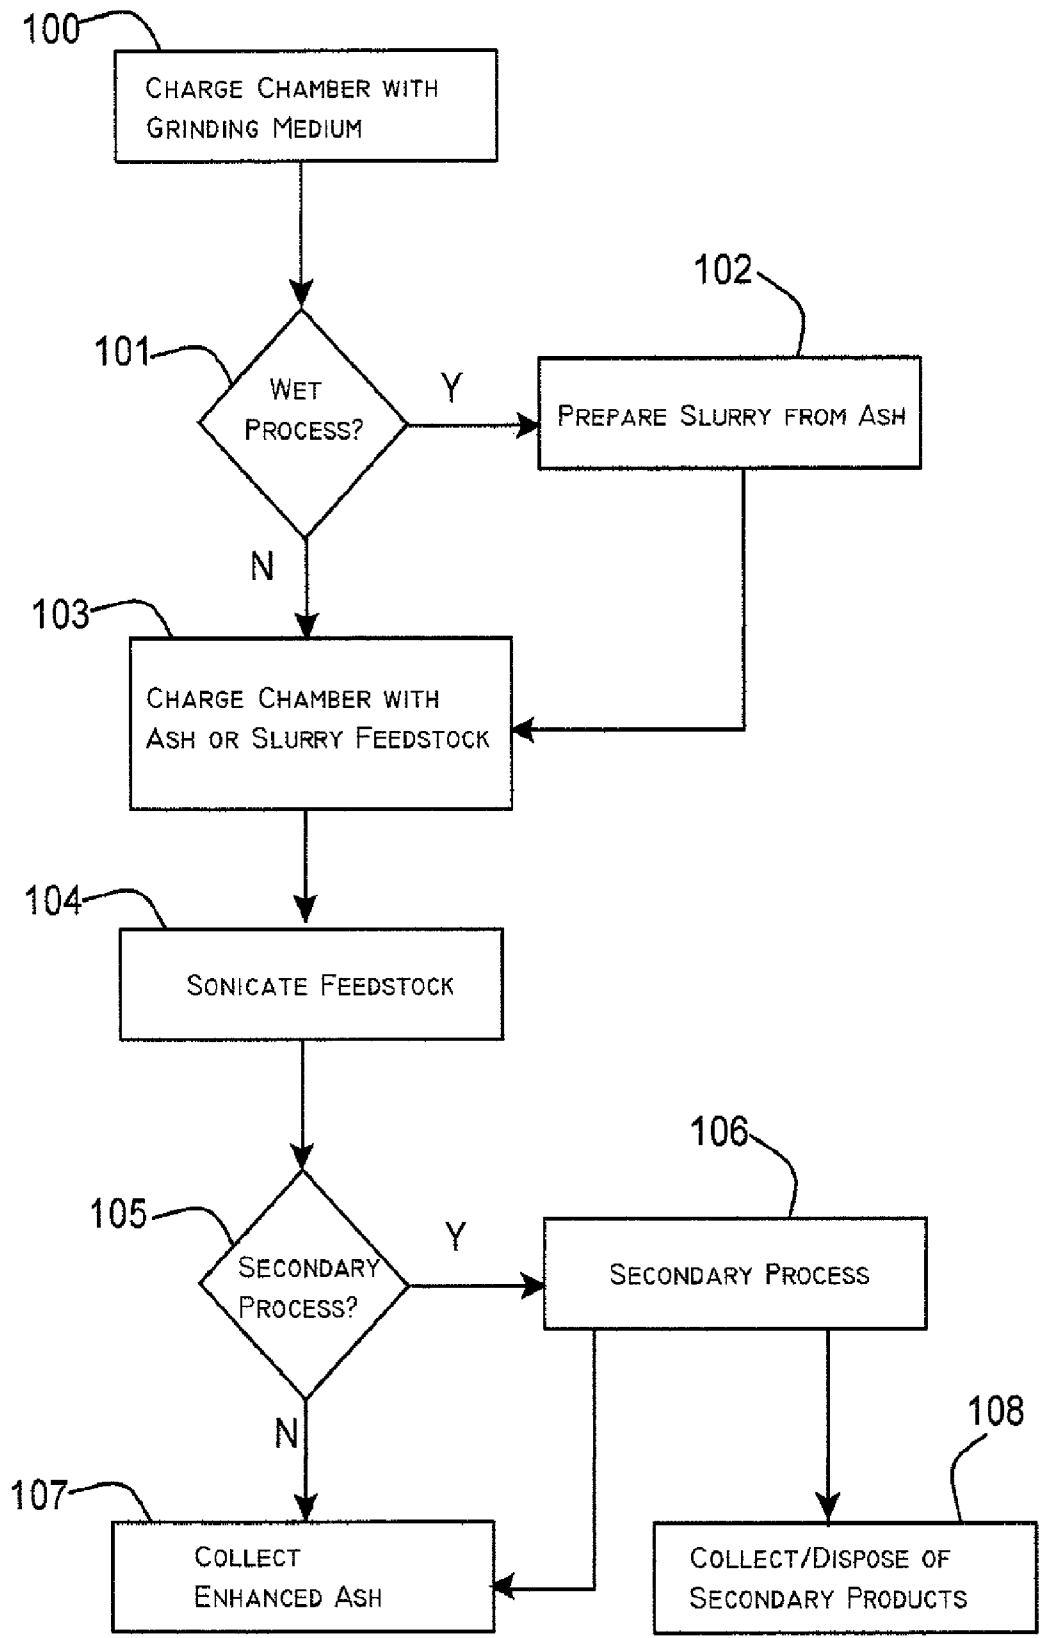 100
CHARGE CHAMBER WITH
GRINDING MEDIUM
102
101
WET
PROCESS?
Y
PREPARE SLURRY FROM ASH
N
103
CHARGE CHAMBER WITH
ASH OR SLURRY FEEDSTOCK
104
SONICATE FEEDSTOCK
106
105
SECONDARY
PROCESS?
Y
SECONDARY PROCESS
N
108
107
COLLECT
ENHANCED ASH
COLLECT/DISPOSE OF
SECONDARY PRODUCTS